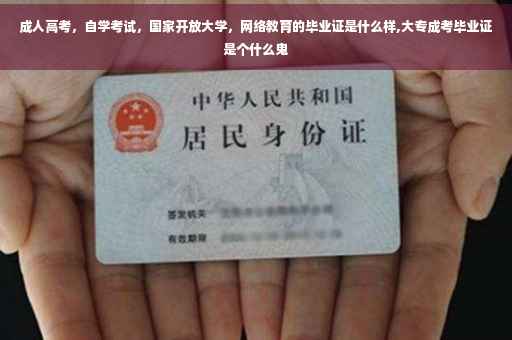 成人高考，自学考试，国家开放大学，网络教育的毕业证是什么样,大专成考毕业证
是个什么鬼
中华人民共和国
居民身份证
签发机关
有效期限